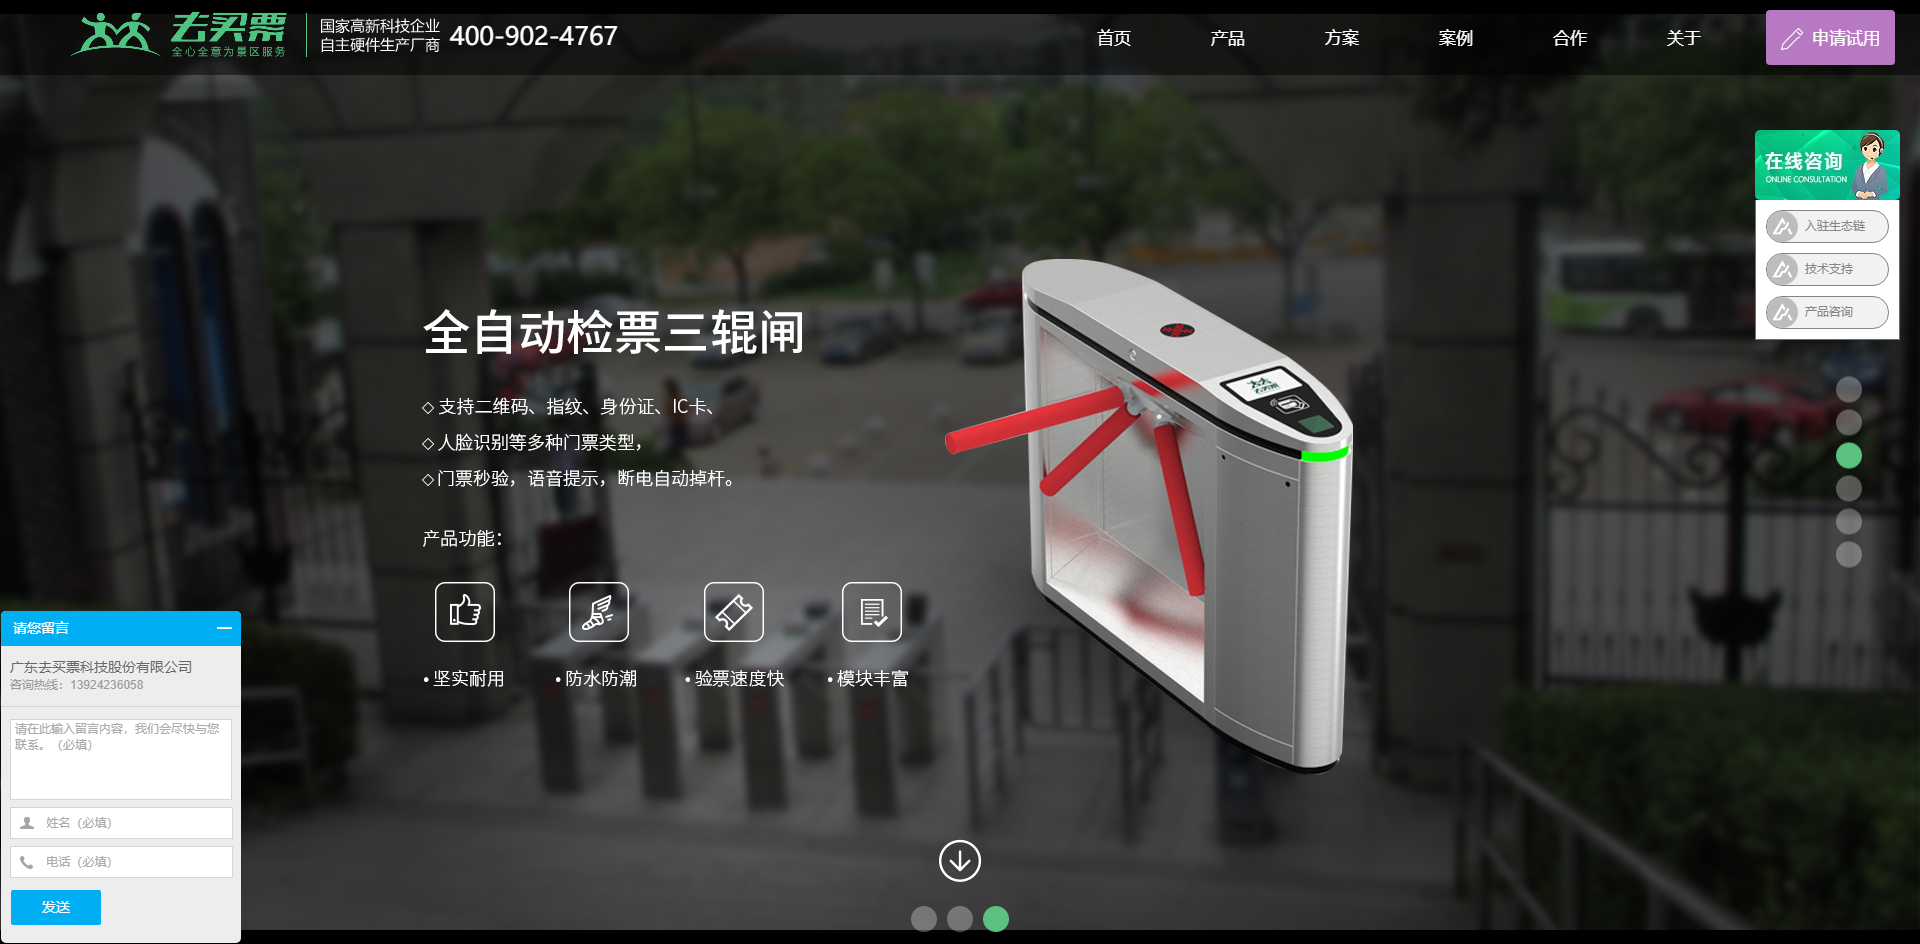 去买票
全心全意为景区服务
国家高新科技企业
自主硬件生产厂商
400-902-4767
首页
产品
方案
案例
合作
关于
申请试用
在线咨询
ONLINE CONSULTATION
入驻生态链
技术支持
产品咨询
全自动检票三辊闸
◇ 支持二维码、指纹、身份证、IC卡、
◇ 人脸识别等多种门票类型，
◇ 门票秒验，语音提示，断电自动掉杆。
产品功能：
• 坚实耐用
• 防水防潮
• 验票速度快
• 模块丰富
去买票
请您留言
广东去买票科技股份有限公司
咨询热线：13924236058
请在此输入留言内容，我们会尽快与您
联系。（必填）
姓名（必填）
电话（必填）
发送